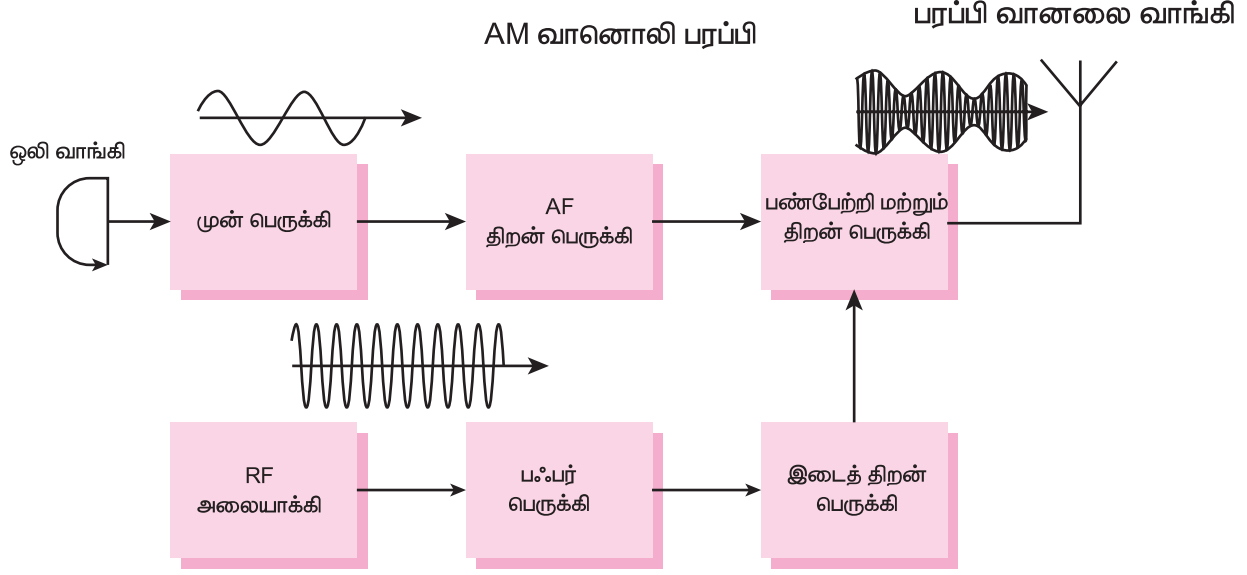 பரப்பி வானலை வாங்கி
AM வானொலி பரப்பி
ஒலி வாங்கி
முன் பெருக்கி
AF
திறன் பெருக்கி
பண்பேற்றி மற்றும்
திறன் பெருக்கி
RF
அலையாக்கி
பஃபர்
பெருக்கி
இடைத் திறன்
பெருக்கி